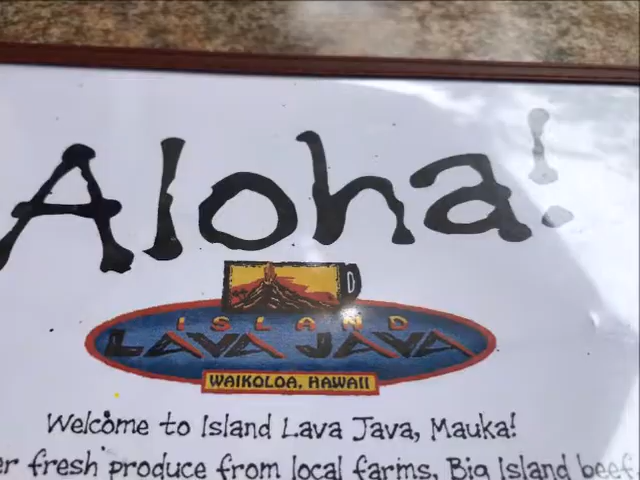 Aloha!
ISLAND
LAVA JAVA
WAIKOLOA, HAWAII
Welcome to Island Lava Java, Mauka!
fresh produce from local farms, Big Island beef,